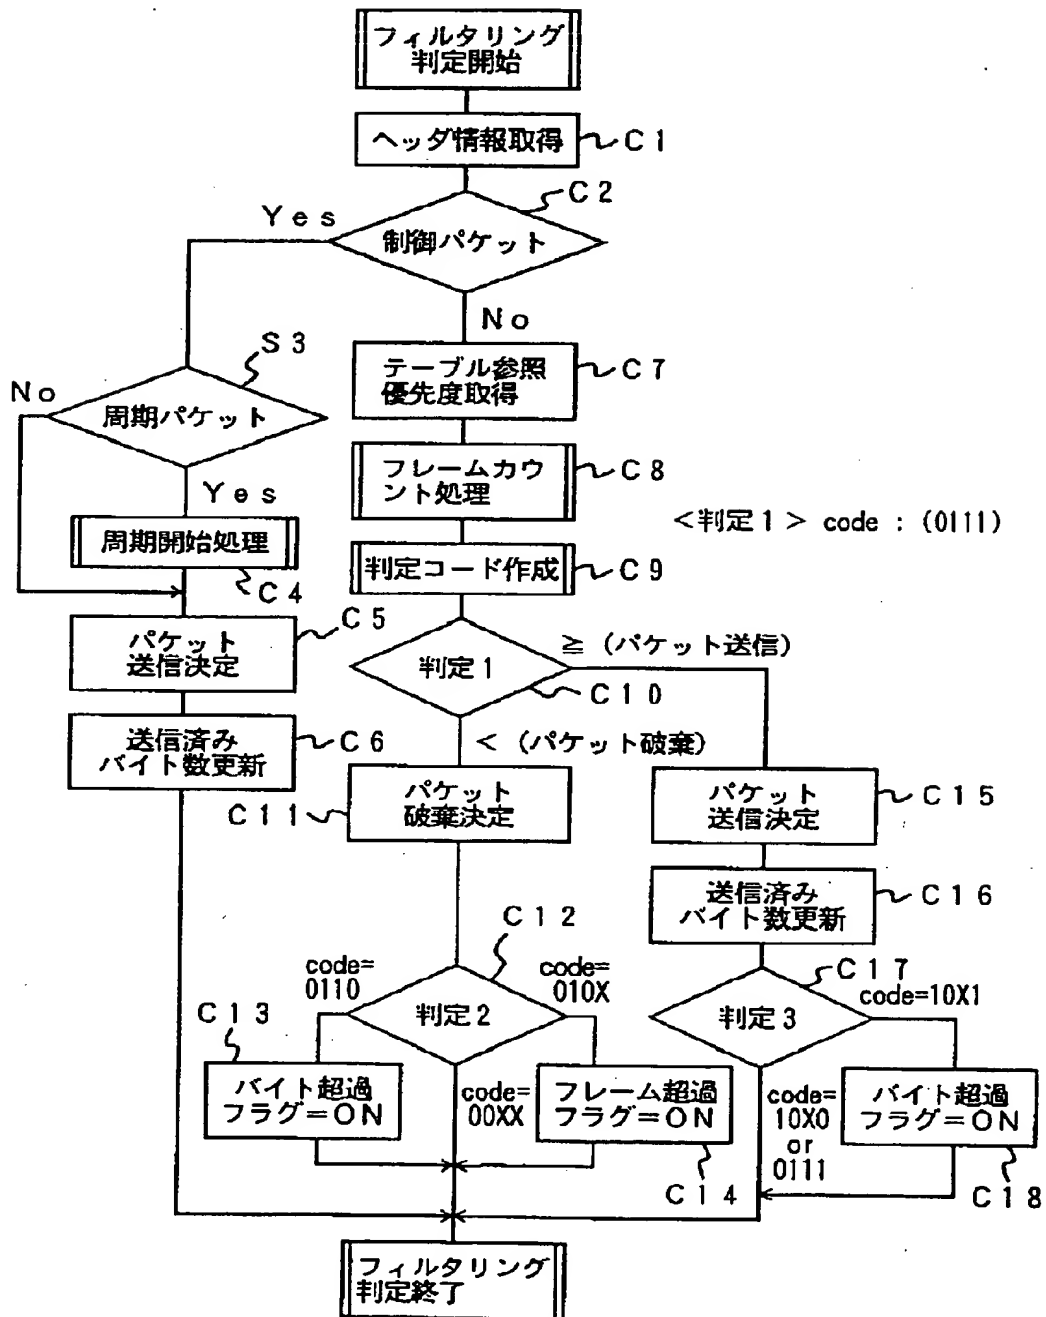 フィルタリング
判定開始
ヘッダ情報取得
C1
C2
Yes
制御パケット
No
S3
No
周期パケット
テーブル参照
優先度取得
C7
Yes
フレームカウ
ント処理
C8
<判定1> code : (0111)
周期開始処理
C4
判定コード作成
C9
パケット
送信決定
C5
判定1
≧ (パケット送信)
C10
送信済み
バイト数更新
C6
< (パケット破棄)
C11
パケット
破棄決定
パケット
送信決定
C15
送信済み
バイト数更新
C16
C12
code=
0110
code=
010X
判定2
C17
code=10X1
判定3
C13
バイト超過
フラグ=ON
code=
00XX
フレーム超過
フラグ=ON
C14
code=
10X0
or
0111
バイト超過
フラグ=ON
C18
フィルタリング
判定終了